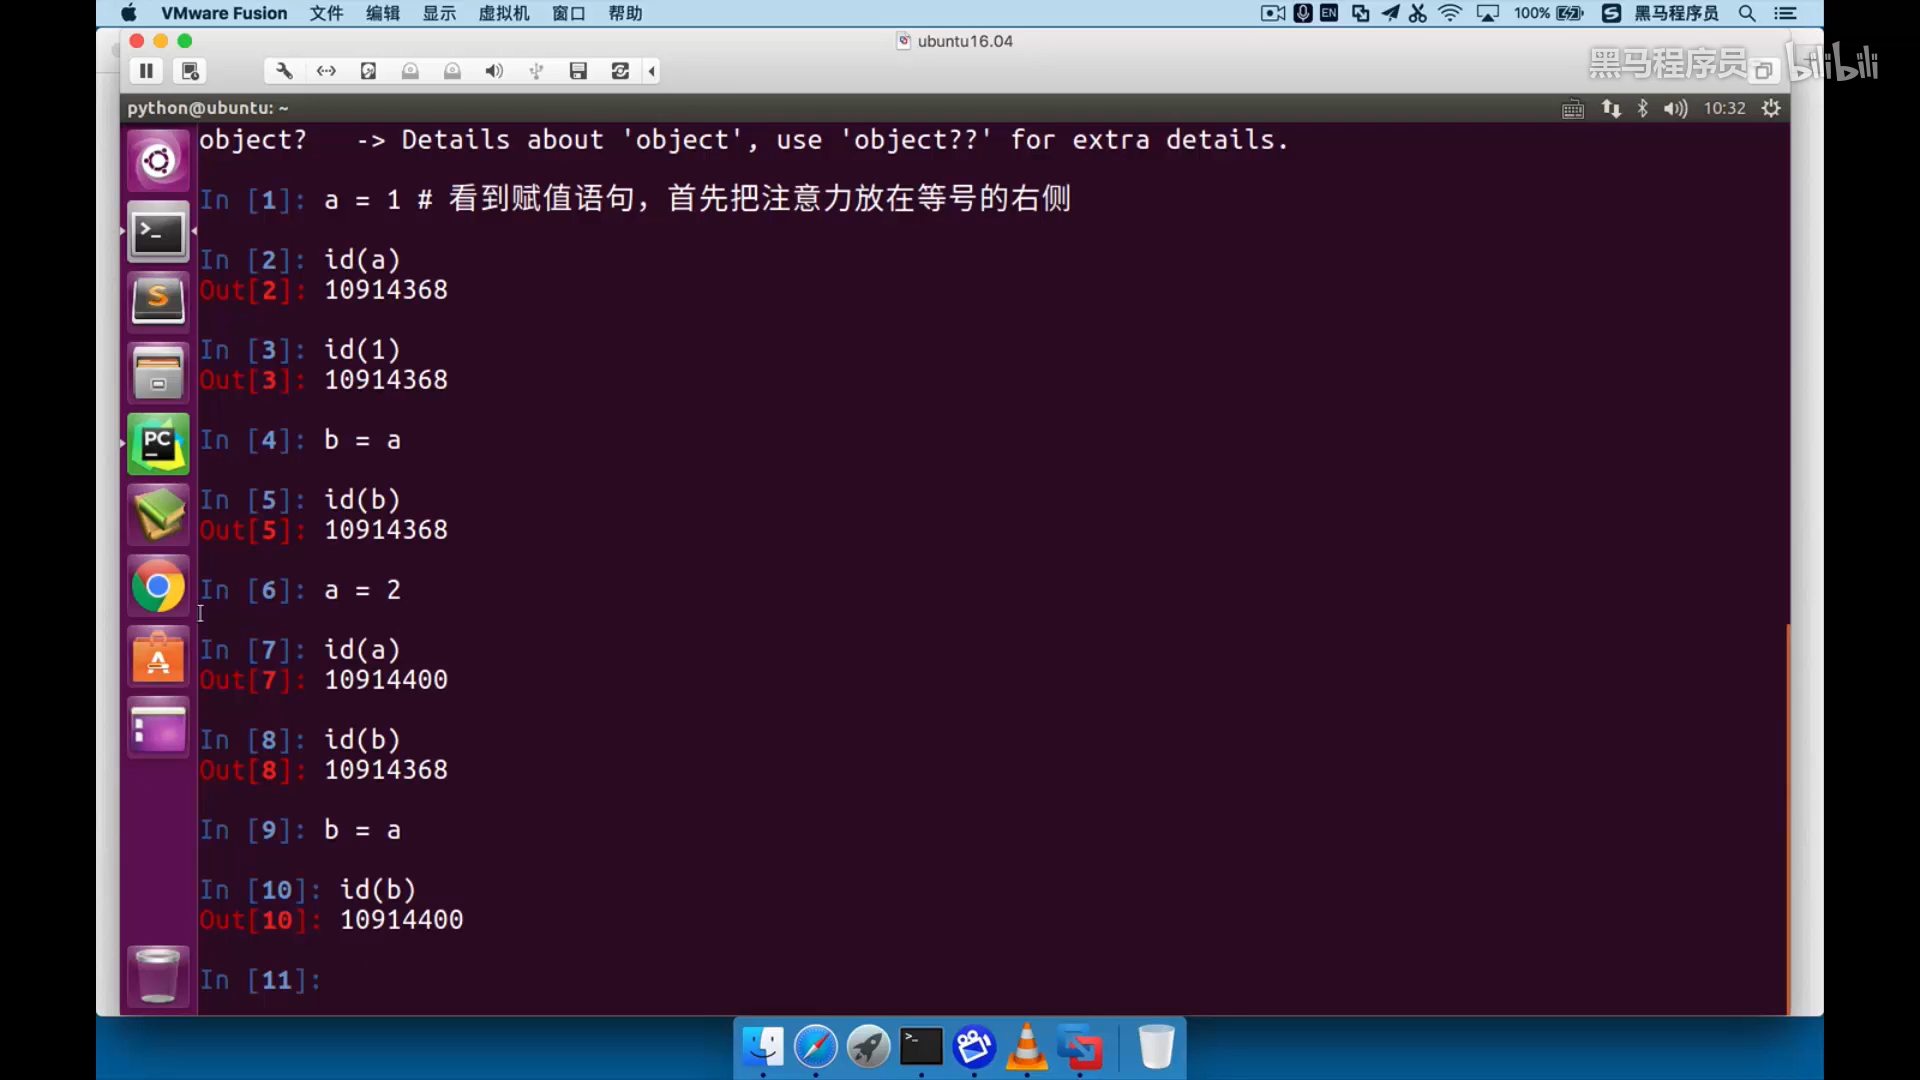 VMware Fusion 文件 编辑 显示 虚拟机 窗口 帮助 EN 100% 黑马程序员
ubuntu16.04
黑马程序员 bilibili
python@ubuntu: ~ 10:32
object?   -> Details about 'object', use 'object??' for extra details.
In [1]: a = 1 # 看到赋值语句，首先把注意力放在等号的右侧
In [2]: id(a)
Out[2]: 10914368
In [3]: id(1)
Out[3]: 10914368
In [4]: b = a
In [5]: id(b)
Out[5]: 10914368
In [6]: a = 2
In [7]: id(a)
Out[7]: 10914400
In [8]: id(b)
Out[8]: 10914368
In [9]: b = a
In [10]: id(b)
Out[10]: 10914400
In [11]:
PC